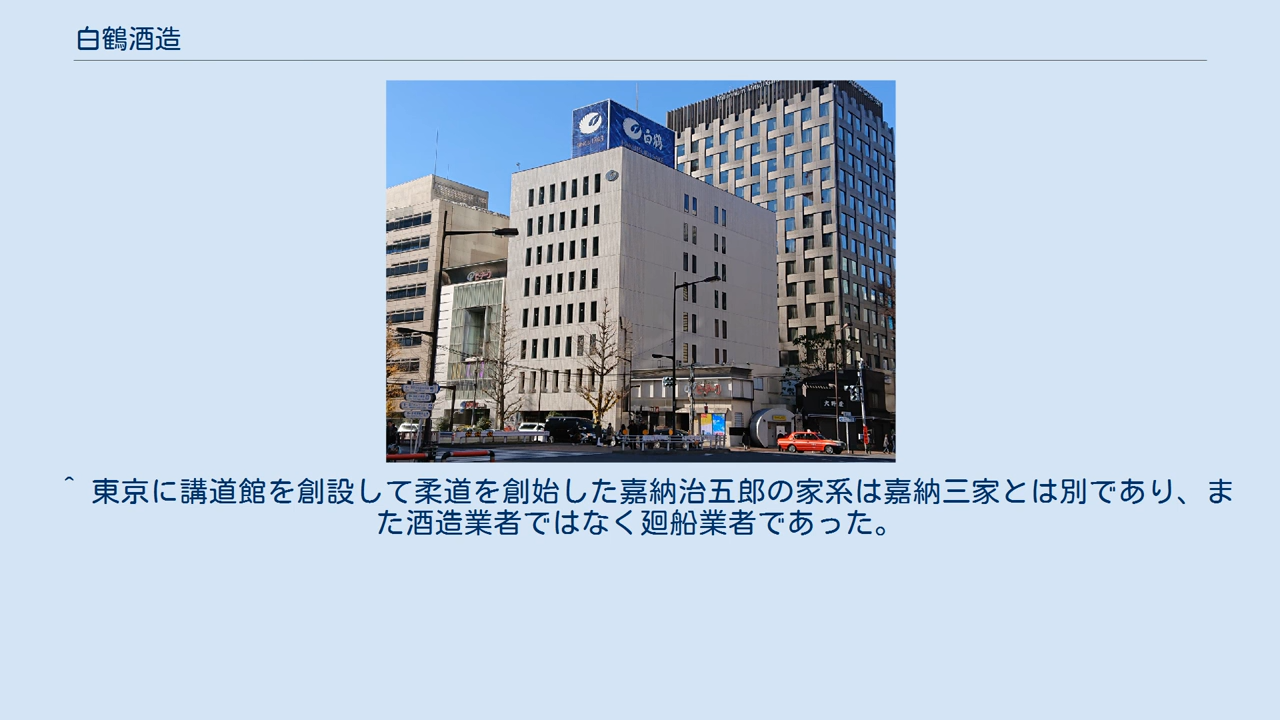 白鶴酒造
白鶴
^ 東京に講道館を創設して柔道を創始した嘉納治五郎の家系は嘉納三家とは別であり、ま
た酒造業者ではなく廻船業者であった。